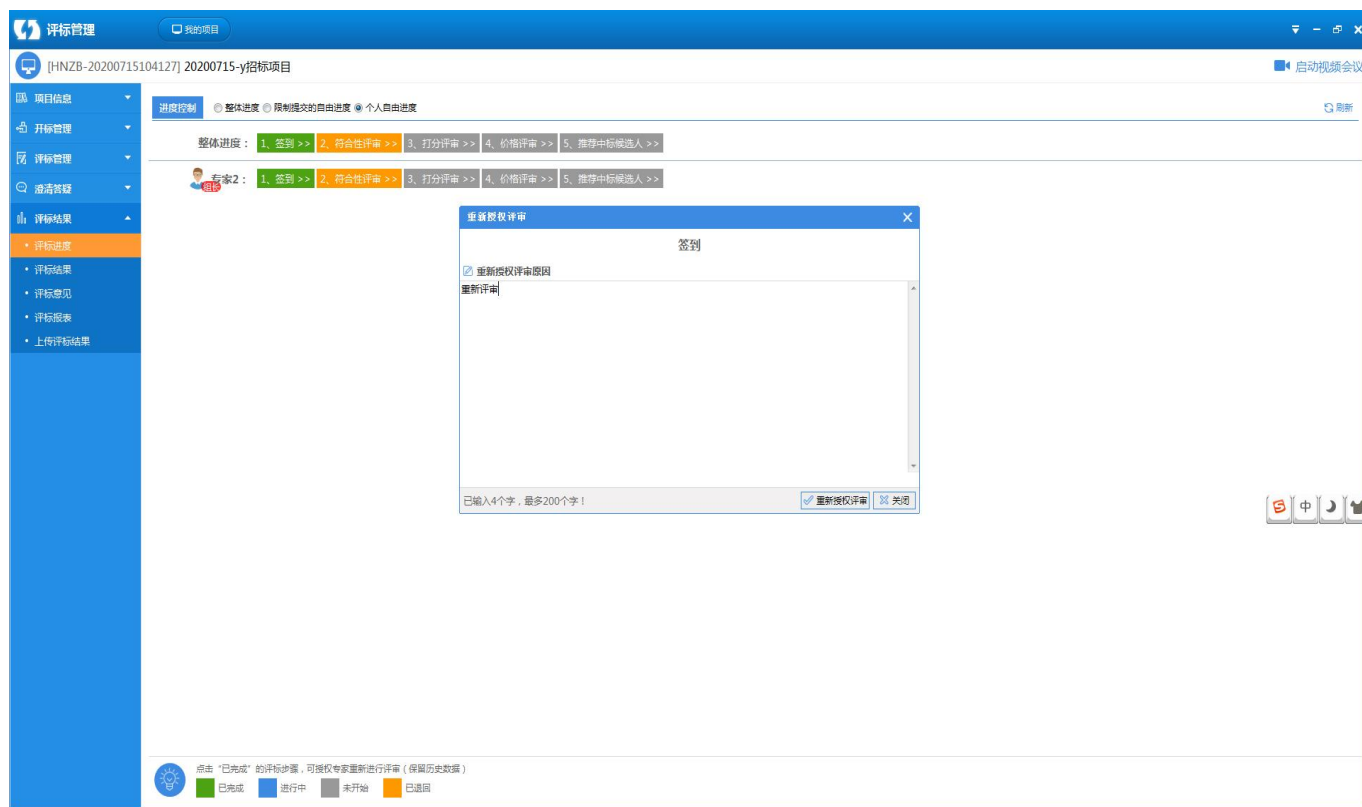 评标管理 我的项目
[HNZB-20200715104127] 20200715-y招标项目 启动视频会议
项目信息
开标管理
评标管理
澄清答疑
评标结果
• 评标进度
• 评标结果
• 评标意见
• 评标报表
• 上传评标结果
进度控制 整体进度 限制提交的自由进度 个人自由进度 刷新
整体进度： 1、签到 >> 2、符合性评审 >> 3、打分评审 >> 4、价格评审 >> 5、推荐中标候选人 >>
组长 专家2： 1、签到 >> 2、符合性评审 >> 3、打分评审 >> 4、价格评审 >> 5、推荐中标候选人 >>
重新授权评审
签到
重新授权评审原因
重新评审
已输入4个字，最多200个字！ 重新授权评审 关闭
中
点击“已完成”的评标步骤，可授权专家重新进行评审（保留历史数据）
已完成 进行中 未开始 已退回